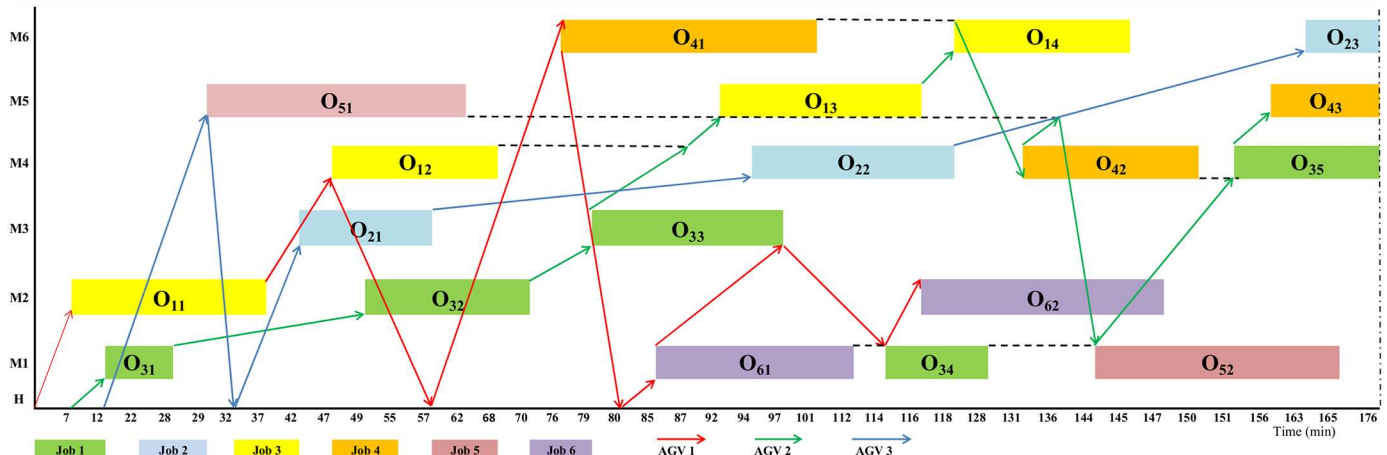 M6
O41
O14
O23
M5
O51
O13
O43
M4
O12
O22
O42
O35
M3
O21
O33
M2
O11
O32
O62
M1
O31
O61
O34
O52
H
7 12 22 28 29 32 37 42 47 49 55 57 62 68 70 76 79 80 85 87 92 94 97 101 112 114 116 118 128 131 136 144 145 147 150 151 156 163 165 176
Time (min)
Job 1 Job 2 Job 3 Job 4 Job 5 Job 6 AGV 1 AGV 2 AGV 3